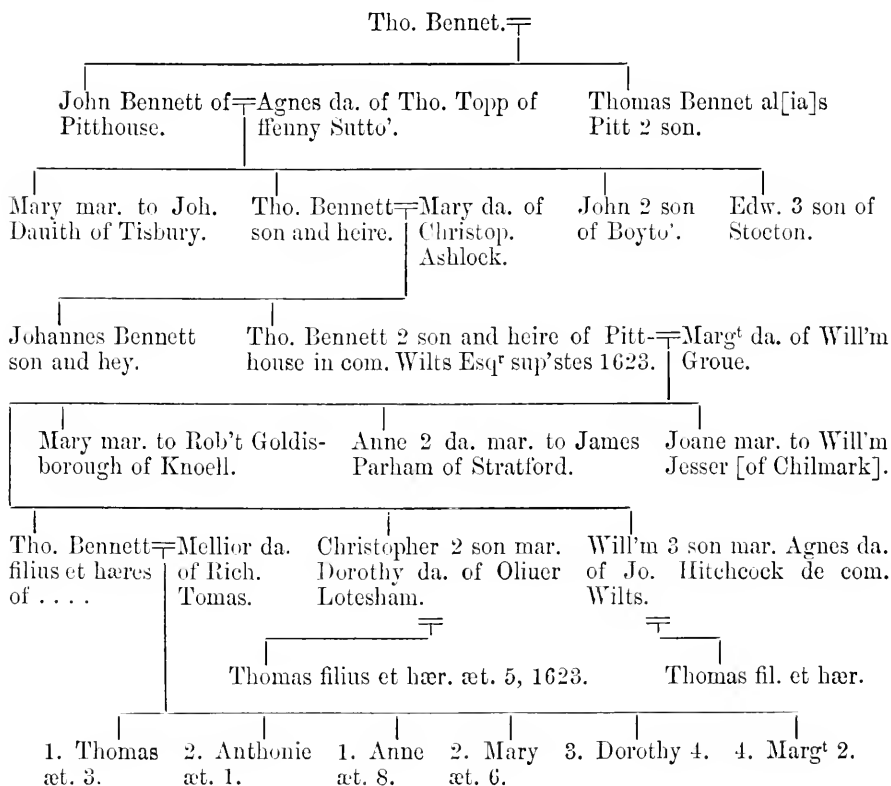 Tho. Bennet.
John Bennett of Pitthouse.
Agnes da. of Tho. Topp of ffenny Sutto'.
Thomas Bennet al[ia]s Pitt 2 son.
Mary mar. to Joh. Dauith of Tisbury.
Tho. Bennett son and heire.
Mary da. of Christop. Ashlock.
John 2 son of Boyto'.
Edw. 3 son of Stocton.
Johannes Bennett son and hey.
Tho. Bennett 2 son and heire of Pitt-house in com. Wilts Esqʳ sup'stes 1623.
Margᵗ da. of Will'm Groue.
Mary mar. to Rob't Goldis-borough of Knoell.
Anne 2 da. mar. to James Parham of Stratford.
Joane mar. to Will'm Jesser [of Chilmark].
Tho. Bennett filius et hæres of . . . .
Mellior da. of Rich. Tomas.
Christopher 2 son mar. Dorothy da. of Oliuer Lotesham.
Will'm 3 son mar. Agnes da. of Jo. Hitchcock de com. Wilts.
Thomas filius et hær. æt. 5, 1623.
Thomas fil. et hær.
1. Thomas æt. 3.
2. Anthonie æt. 1.
1. Anne æt. 8.
2. Mary æt. 6.
3. Dorothy 4.
4. Margᵗ 2.